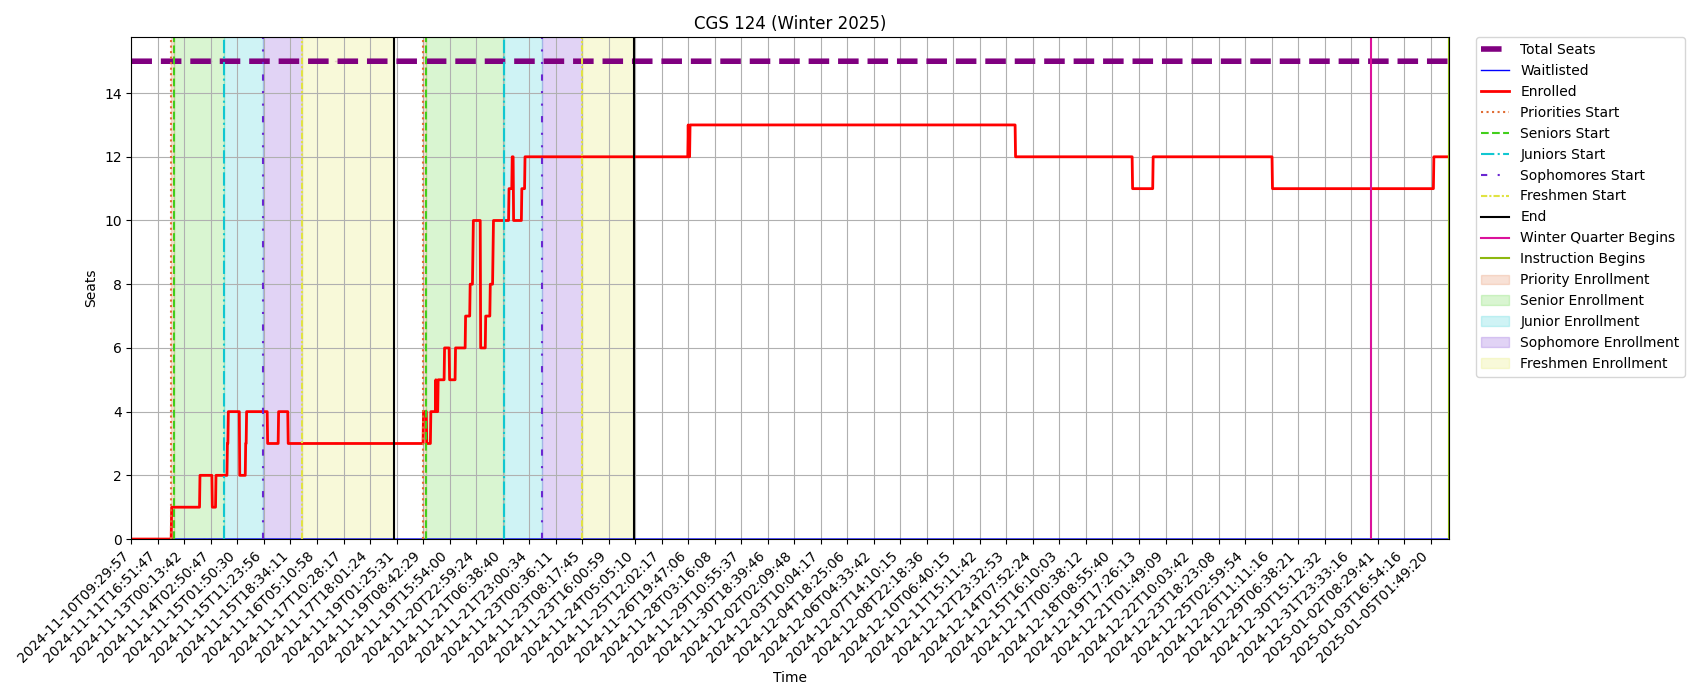 CGS 124 (Winter 2025)
Seats
14
12
10
8
6
4
2
0
2024-11-10T09:29:57
2024-11-11T16:51:47
2024-11-13T00:13:42
2024-11-14T02:50:47
2024-11-15T01:50:30
2024-11-15T11:23:56
2024-11-15T18:34:11
2024-11-16T05:10:58
2024-11-17T10:28:17
2024-11-17T18:01:24
2024-11-19T01:25:31
2024-11-19T08:42:29
2024-11-19T15:54:00
2024-11-20T22:59:24
2024-11-21T06:38:40
2024-11-21T23:00:34
2024-11-23T00:36:11
2024-11-23T08:17:45
2024-11-23T16:00:59
2024-11-24T05:05:10
2024-11-25T12:02:17
2024-11-26T19:47:06
2024-11-28T03:16:08
2024-11-29T10:55:37
2024-11-30T18:39:46
2024-12-02T02:09:48
2024-12-03T10:04:17
2024-12-04T18:25:06
2024-12-06T04:33:42
2024-12-07T14:10:15
2024-12-08T22:18:36
2024-12-10T06:40:15
2024-12-11T15:11:42
2024-12-12T23:32:53
2024-12-14T07:52:24
2024-12-15T16:10:03
2024-12-17T00:38:12
2024-12-18T08:55:40
2024-12-19T17:26:13
2024-12-21T01:49:09
2024-12-22T10:03:42
2024-12-23T18:23:08
2024-12-25T02:59:54
2024-12-26T11:11:16
2024-12-29T06:38:21
2024-12-30T15:12:32
2024-12-31T23:33:16
2025-01-02T08:29:41
2025-01-03T16:54:16
2025-01-05T01:49:20
Time
Total Seats
Waitlisted
Enrolled
Priorities Start
Seniors Start
Juniors Start
Sophomores Start
Freshmen Start
End
Winter Quarter Begins
Instruction Begins
Priority Enrollment
Senior Enrollment
Junior Enrollment
Sophomore Enrollment
Freshmen Enrollment